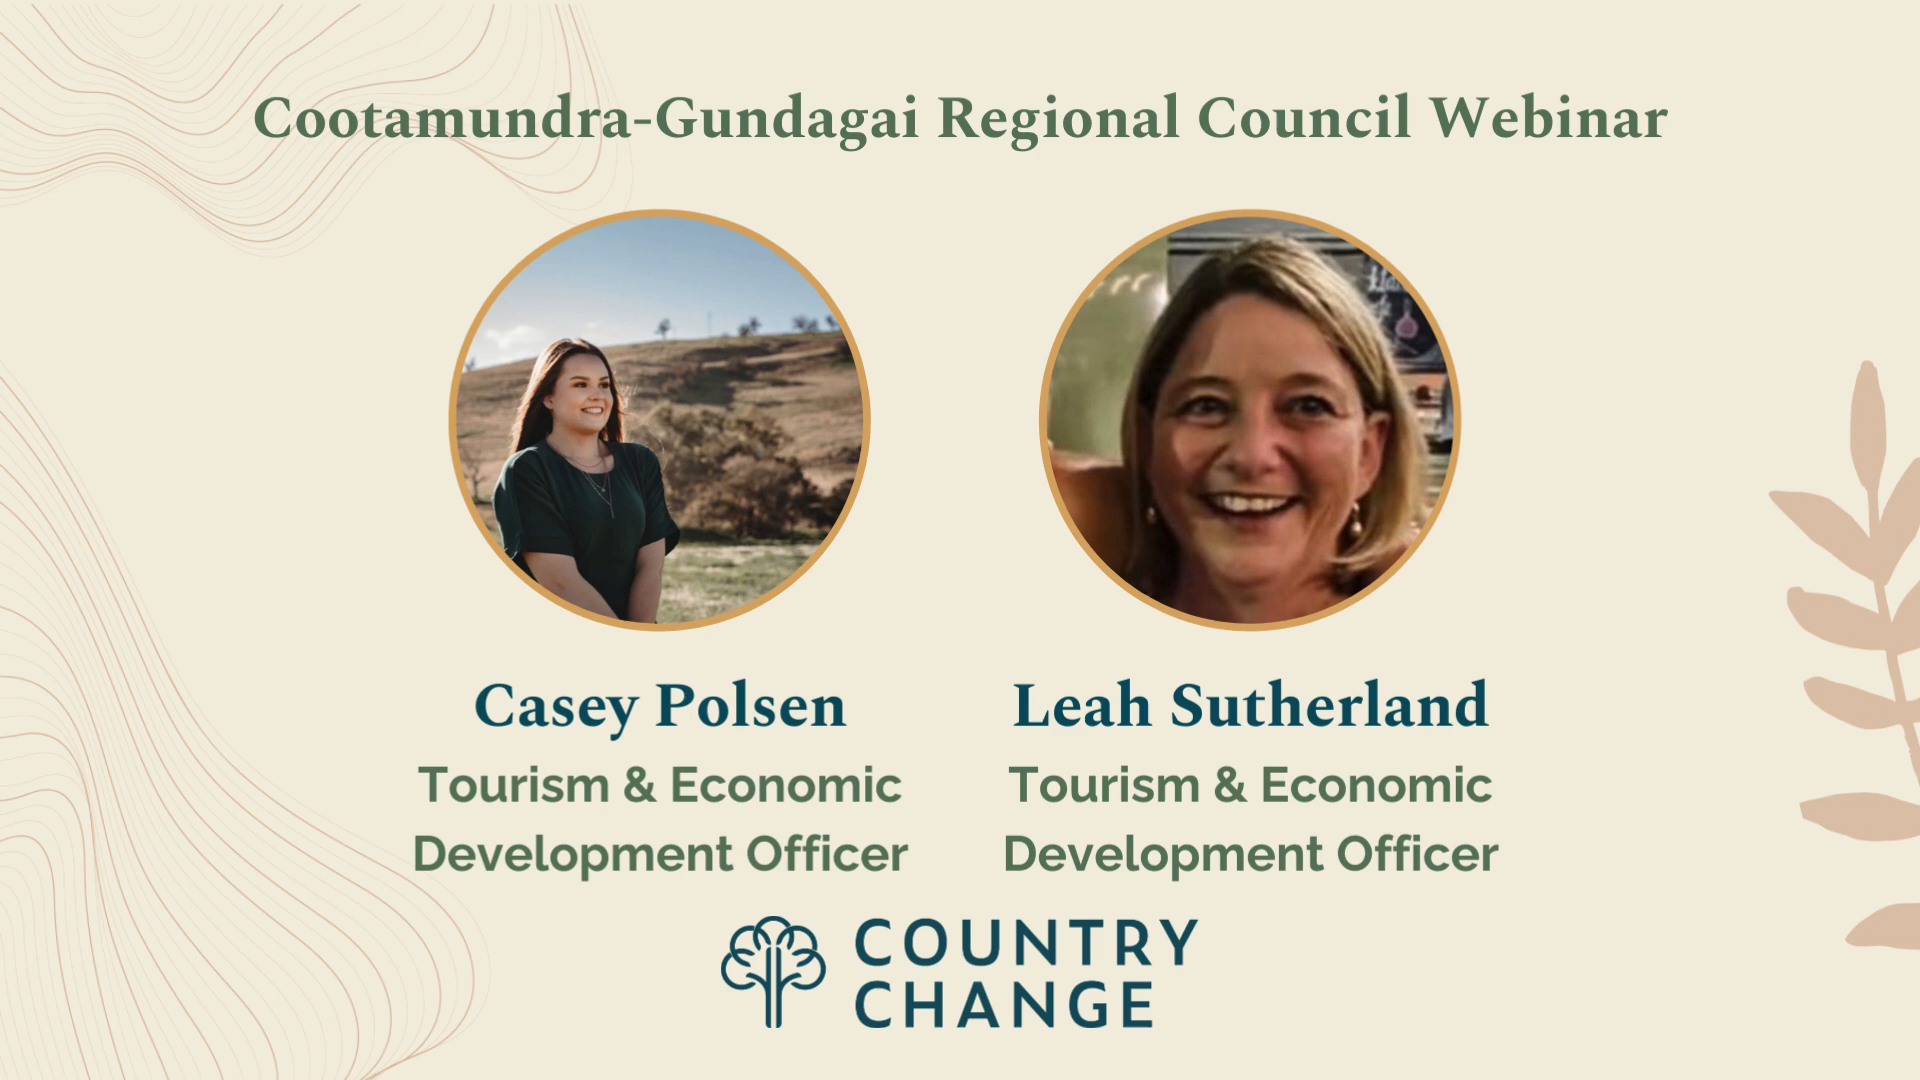 Cootamundra-Gundagai Regional Council Webinar
Casey Polsen
Tourism & Economic
Development Officer
Leah Sutherland
Tourism & Economic
Development Officer
COUNTRY
CHANGE